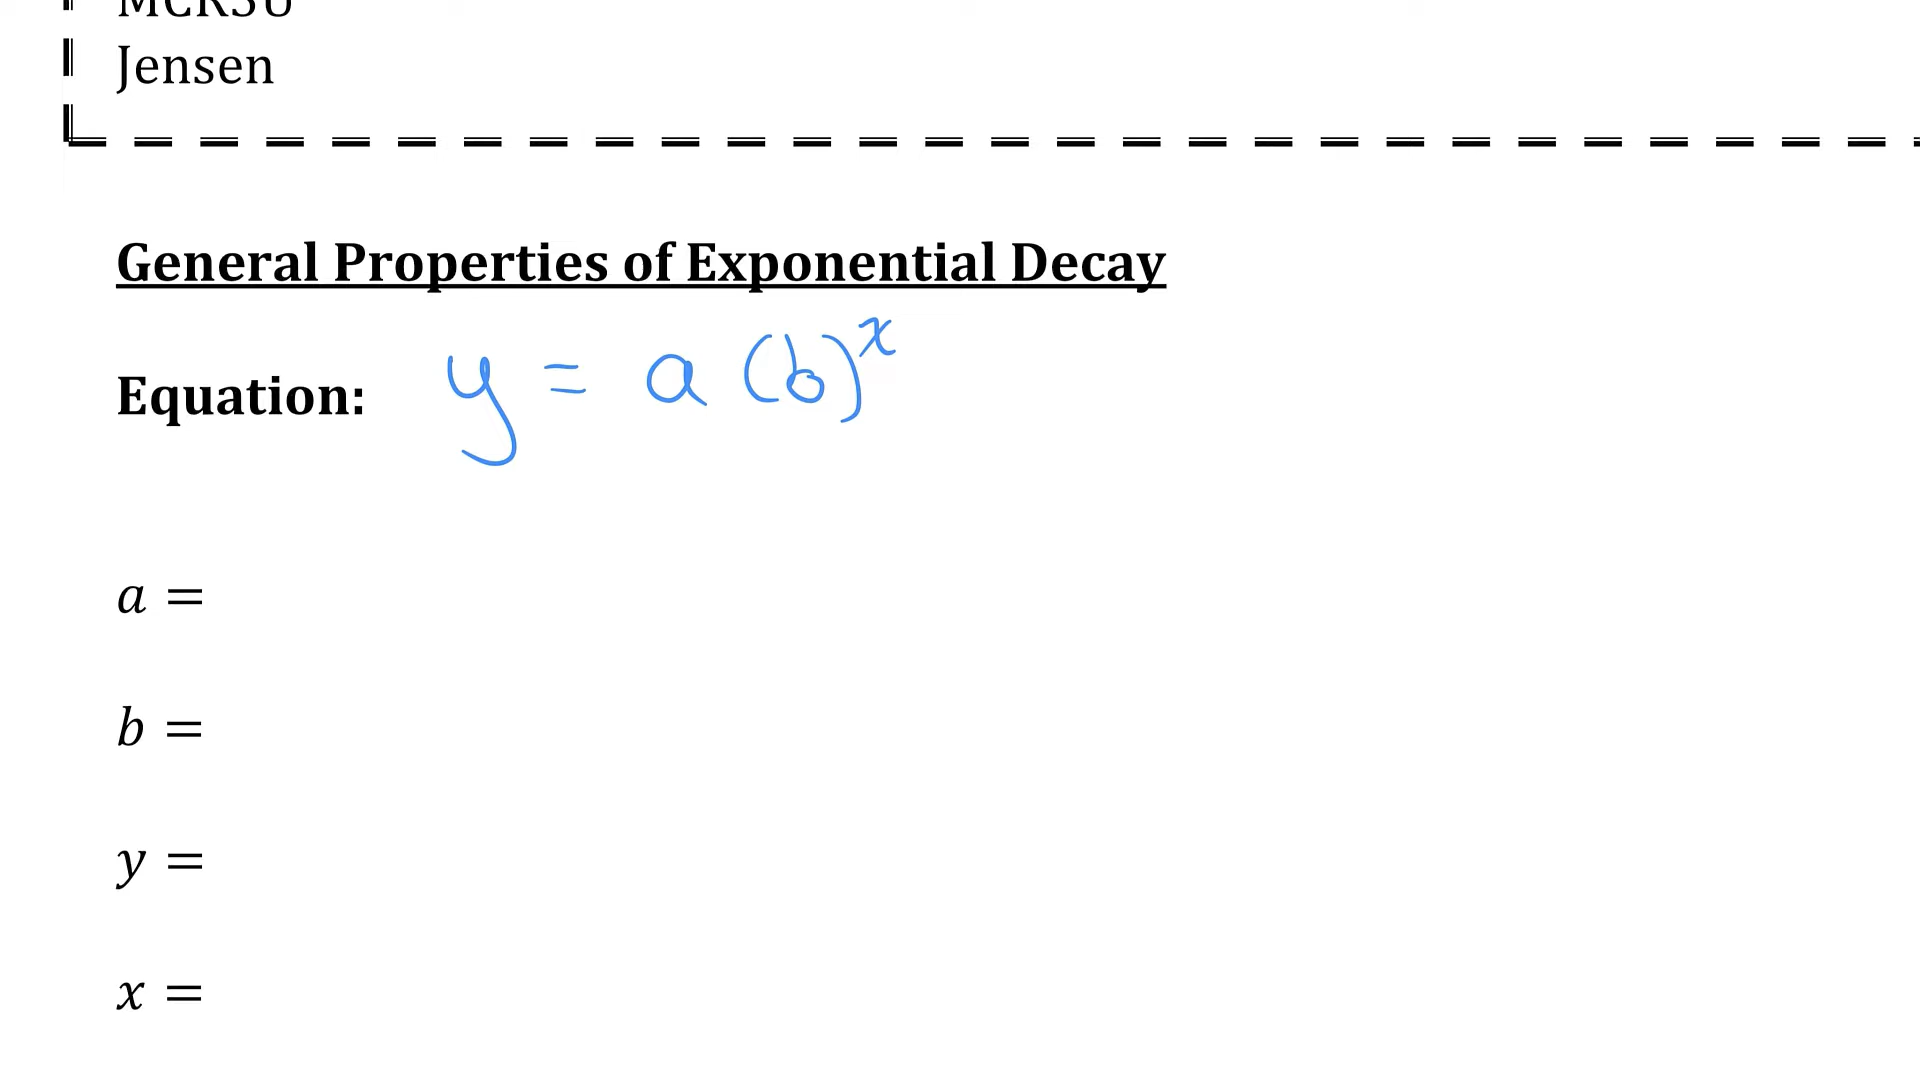 Jensen
General Properties of Exponential Decay
Equation: y = a (b)^x
a =
b =
y =
x =